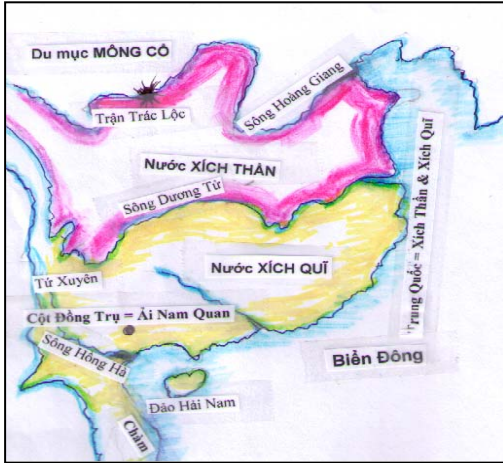 Du mục MÔNG CỔ
Sông Hoàng Giang
Trận Trác Lộc
Nước XÍCH THẦN
Sông Dương Tử
Trung Quốc = Xích Thần & Xích Quĩ
Nước XÍCH QUĨ
Tứ Xuyên
Cột Đồng Trụ = Ải Nam Quan
Sông Hồng Hà
Biển Đông
Đảo Hải Nam
Chàm